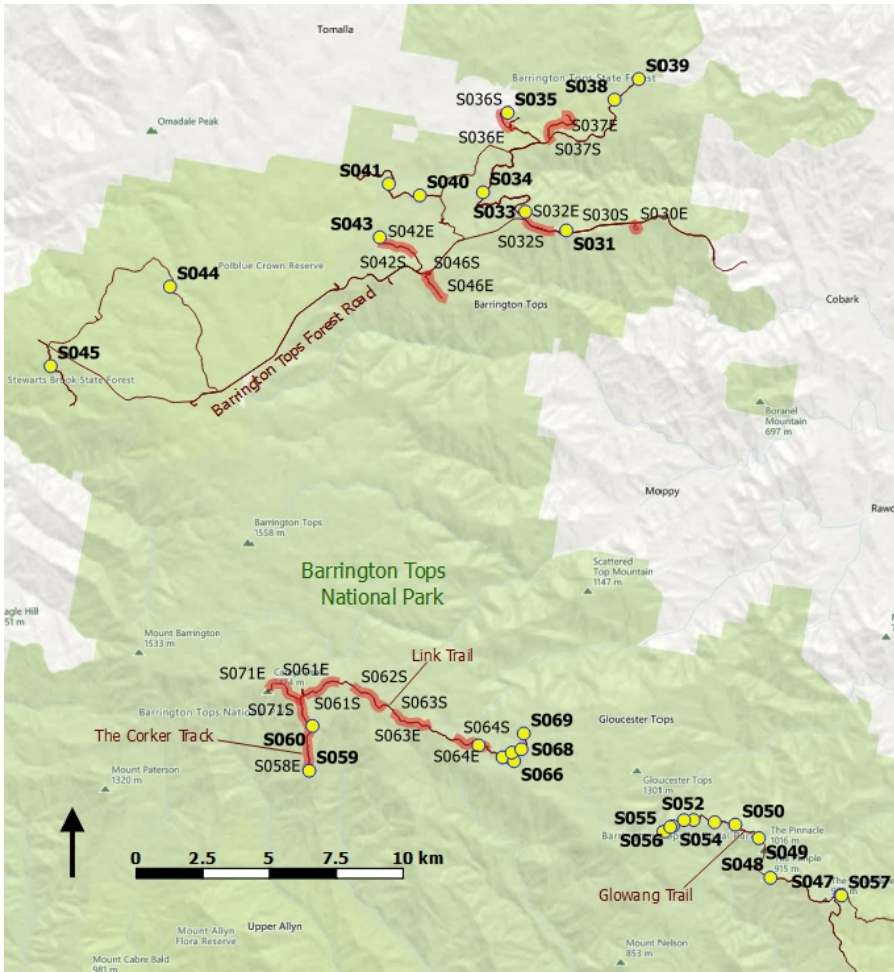 Tomalla
S039
Barrington Tops State Forest
S036S
S035
S038
Omadale Peak
S037E
S036E
S037S
S041
S040
S034
S033
S032E
S030S
S030E
S043
S042E
S032S
S031
Polblue Crown Reserve
S044
S042S
S046S
S046E
Barrington Tops
Cobark
Barrington Tops Forest Road
S045
Stewarts Brook State Forest
Boranel
Mountain
697 m
Moppy
Barrington Tops
1558 m
Scattered
Top Mountain
1147 m
Barrington Tops
National Park
Mount Barrington
1533 m
Link Trail
S071E
S061E
S062S
S071S
S061S
S063S
Barrington Tops
The Corker Track
S060
S063E
S064S
S069
Gloucester Tops
S059
S058E
S064E
S068
S066
Mount Paterson
1320 m
Gloucester Tops
1301 m
S052
S050
S055
S056
S054
The Pinnacle
1016 m
S049
915 m
S048
S047
S057
0 2.5 5 7.5 10 km
Glowang Trail
Mount Allyn
Flora Reserve
Upper Allyn
Mount Nelson
853 m
Mount Cabre Bald
981 m